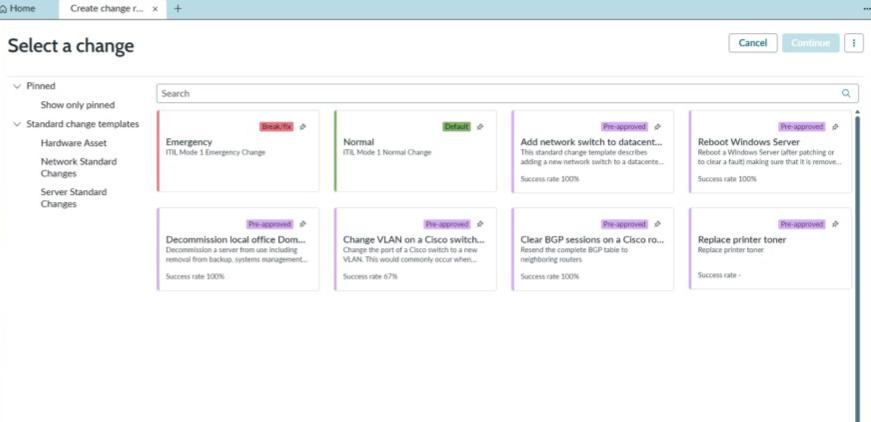 Home
Create change r... × +
Select a change
Cancel
Continue
Pinned
Show only pinned
Standard change templates
Hardware Asset
Network Standard
Changes
Server Standard
Changes
Search
Break/fix
Emergency
ITIL Mode 1 Emergency Change
Default
Normal
ITIL Mode 1 Normal Change
Pre-approved
Add network switch to datacent...
This standard change template describes
adding a new network switch to a datacente...
Success rate 100%
Pre-approved
Reboot Windows Server
Reboot a Windows Server (after patching or
to clear a fault) making sure that it is remove...
Success rate 100%
Pre-approved
Decommission local office Dom...
Decommission a server from use including
removal from backup, systems management...
Success rate 100%
Pre-approved
Change VLAN on a Cisco switch...
Change the port of a Cisco switch to a new
VLAN. This would commonly occur when...
Success rate 67%
Pre-approved
Clear BGP sessions on a Cisco ro...
Resend the complete BGP table to
neighboring routers
Success rate 100%
Pre-approved
Replace printer toner
Replace printer toner
Success rate -